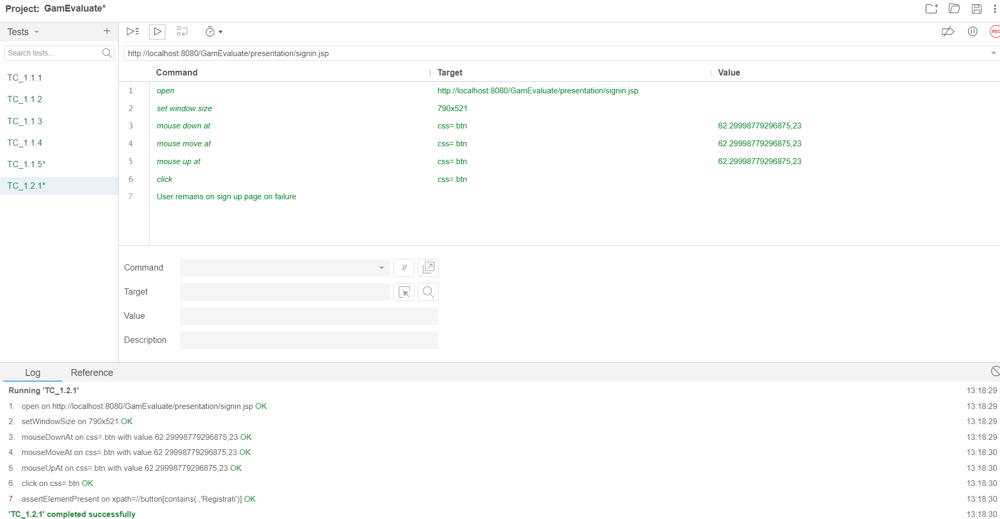 Project: GamEvaluate*
Tests
Search tests...
TC_1.1.1
TC_1.1.2
TC_1.1.3
TC_1.1.4
TC_1.1.5*
TC_1.2.1*
REC
http://localhost:8080/GamEvaluate/presentation/signin.jsp
Command Target Value
1 open http://localhost:8080/GamEvaluate/presentation/signin.jsp
2 set window size 790x521
3 mouse down at css=.btn 62.29998779296875,23
4 mouse move at css=.btn 62.29998779296875,23
5 mouse up at css=.btn 62.29998779296875,23
6 click css=.btn
7 User remains on sign up page on failure
Command //
Target
Value
Description
Log Reference
Running 'TC_1.2.1' 13:18:29
1. open on http://localhost:8080/GamEvaluate/presentation/signin.jsp OK 13:18:29
2. setWindowSize on 790x521 OK 13:18:29
3. mouseDownAt on css=.btn with value 62.29998779296875,23 OK 13:18:29
4. mouseMoveAt on css=.btn with value 62.29998779296875,23 OK 13:18:30
5. mouseUpAt on css=.btn with value 62.29998779296875,23 OK 13:18:30
6. click on css=.btn OK 13:18:30
7. assertElementPresent on xpath=//button[contains(.,'Registrati')] OK 13:18:30
'TC_1.2.1' completed successfully 13:18:30